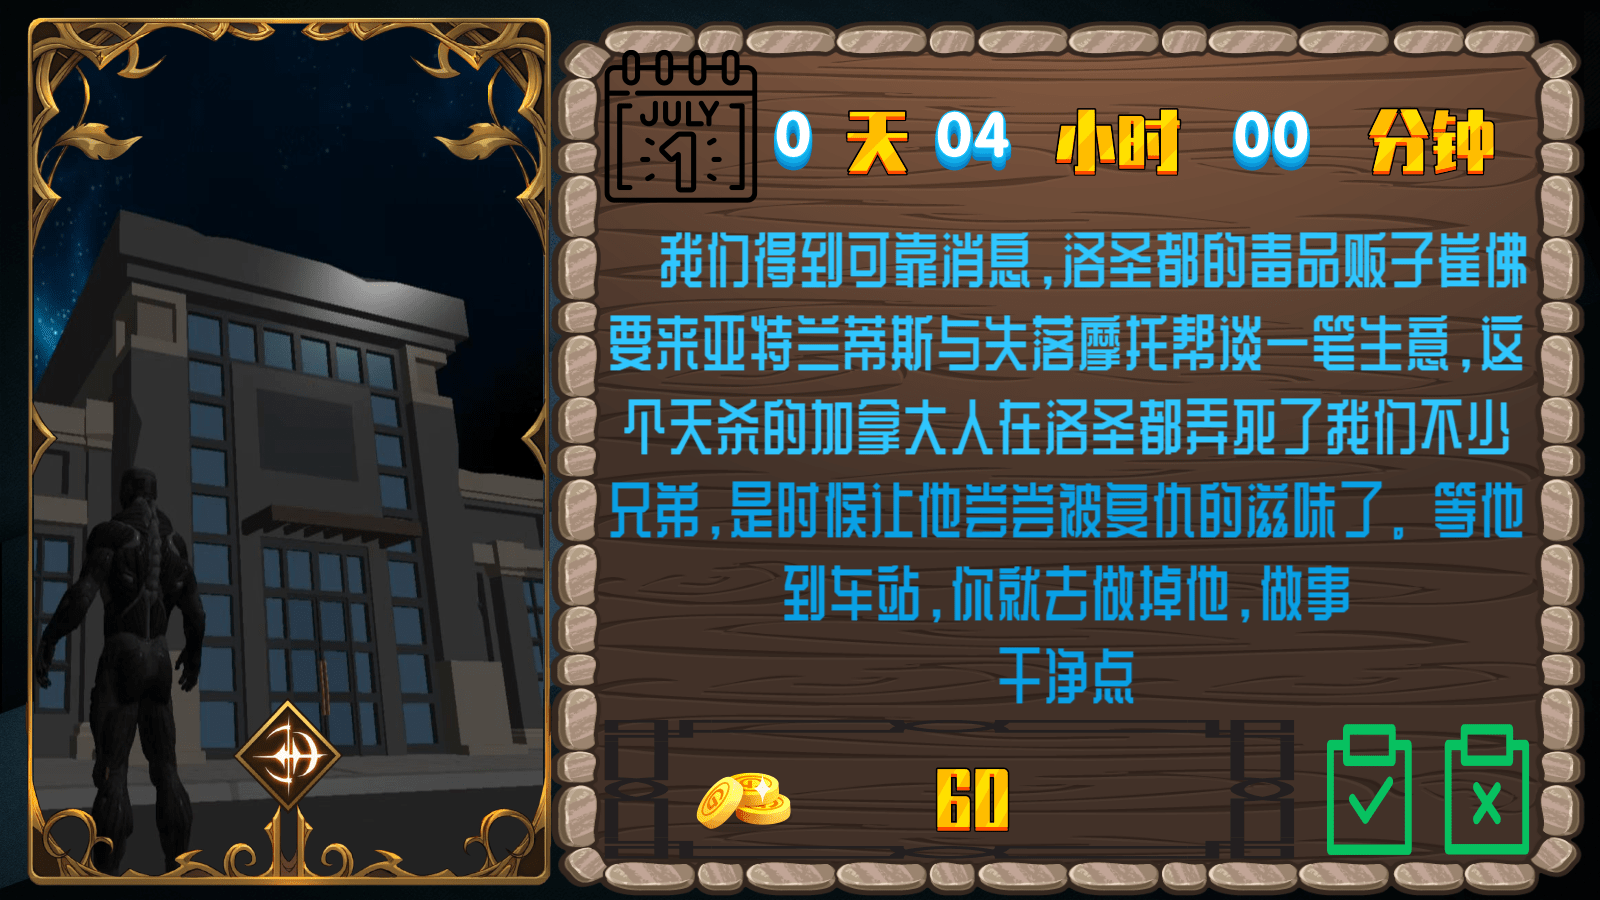 JULY
1
0 天 04 小时 00 分钟
我们得到可靠消息,洛圣都的毒品贩子崔佛
要来亚特兰蒂斯与失落摩托帮谈一笔生意,这
个天杀的加拿大人在洛圣都弄死了我们不少
兄弟,是时候让他尝尝被复仇的滋味了。等他
到车站,你就去做掉他,做事
干净点
60